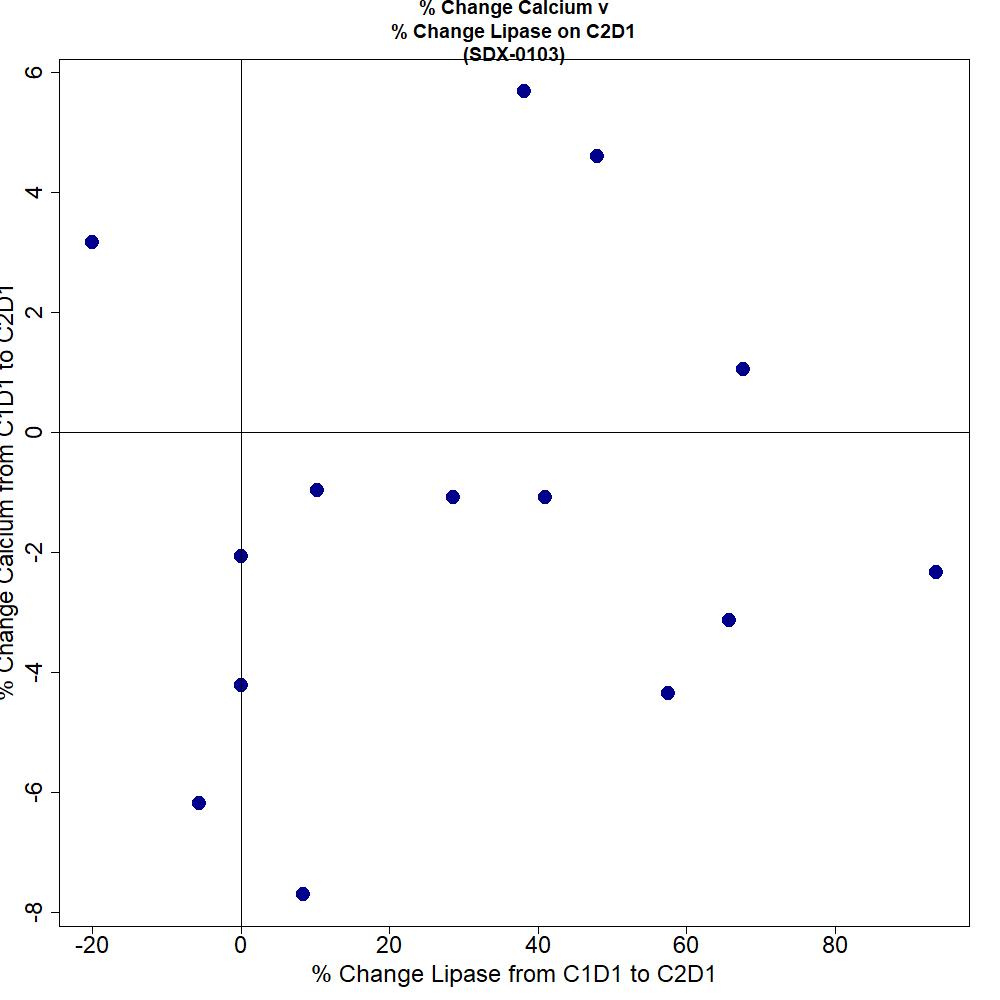 % Change Calcium v
% Change Lipase on C2D1
(SDX-0103)
% Change Calcium from C1D1 to C2D1
6
4
2
0
-2
-4
-6
-8
-20 0 20 40 60 80
% Change Lipase from C1D1 to C2D1